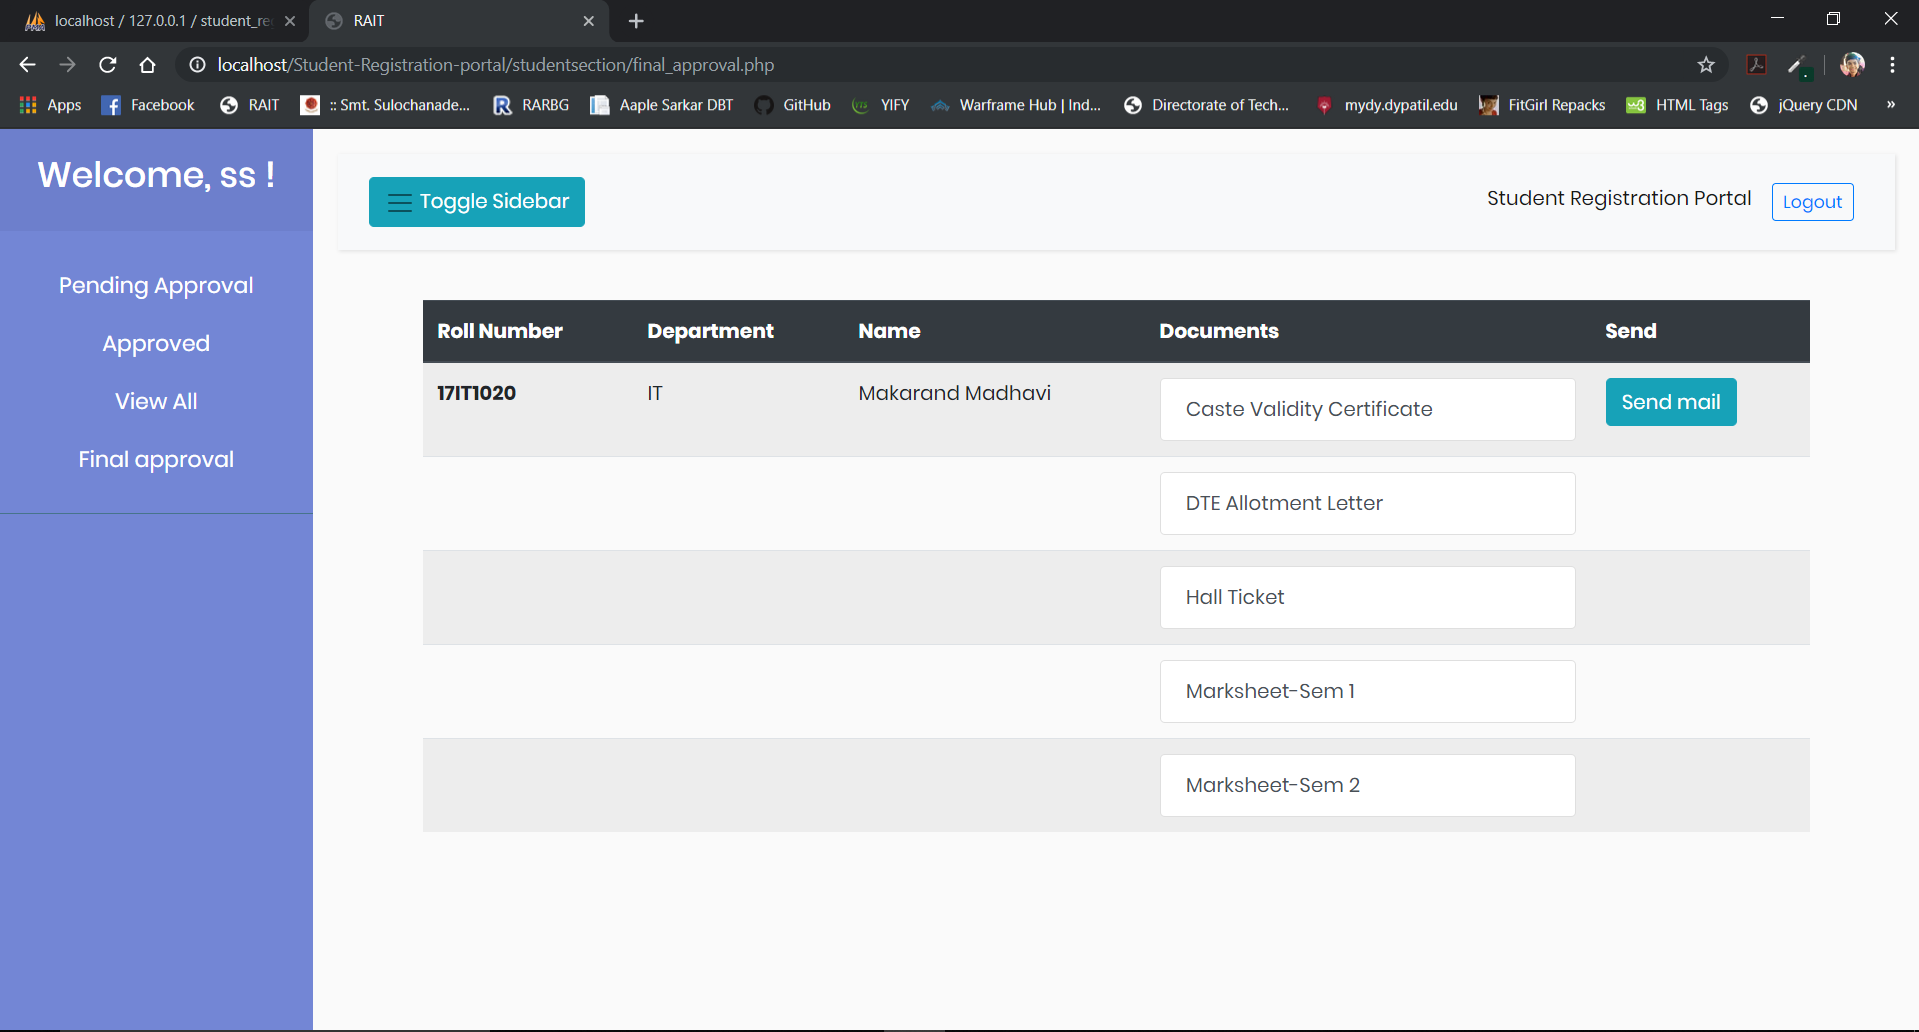 localhost / 127.0.0.1 / student_re
RAIT
localhost/Student-Registration-portal/studentsection/final_approval.php
Apps Facebook RAIT :: Smt. Sulochanade... RARBG Aaple Sarkar DBT GitHub YIFY Warframe Hub | Ind... Directorate of Tech... mydy.dypatil.edu FitGirl Repacks HTML Tags jQuery CDN »
Welcome, ss !
Pending Approval
Approved
View All
Final approval
Toggle Sidebar
Student Registration Portal Logout
Roll Number Department Name Documents Send
17IT1020 IT Makarand Madhavi Caste Validity Certificate Send mail
DTE Allotment Letter
Hall Ticket
Marksheet-Sem 1
Marksheet-Sem 2